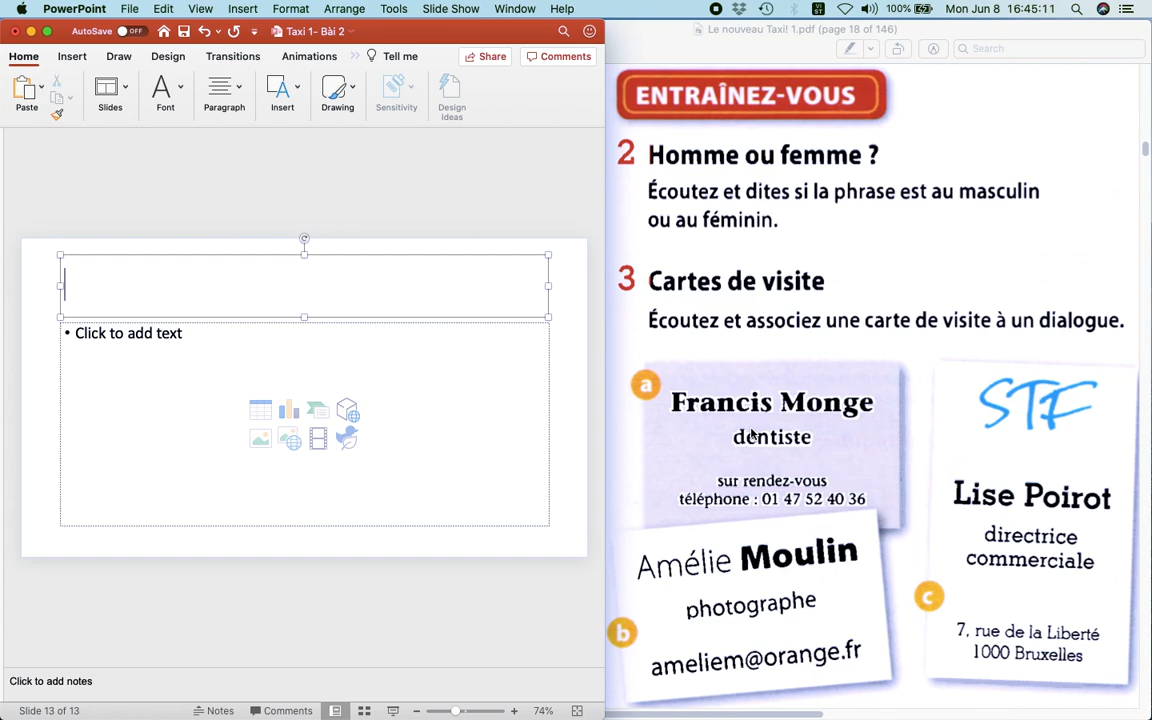 PowerPoint File Edit View Insert Format Arrange Tools Slide Show Window Help
100% Mon Jun 8 16:45:11
AutoSave OFF
Taxi 1- Bài 2
Home Insert Draw Design Transitions Animations >> Tell me
Share
Comments
Paste
Slides
Font
Paragraph
Insert
Drawing
Sensitivity
Design
Ideas
• Click to add text
Click to add notes
Slide 13 of 13
Notes
Comments
74%
Le nouveau Taxi! 1.pdf (page 18 of 146)
Search
ENTRAÎNEZ-VOUS
2 Homme ou femme ?
Écoutez et dites si la phrase est au masculin
ou au féminin.
3 Cartes de visite
Écoutez et associez une carte de visite à un dialogue.
a
Francis Monge
dentiste
sur rendez-vous
téléphone : 01 47 52 40 36
b
Amélie Moulin
photographe
ameliem@orange.fr
c
STF
Lise Poirot
directrice
commerciale
7, rue de la Liberté
1000 Bruxelles